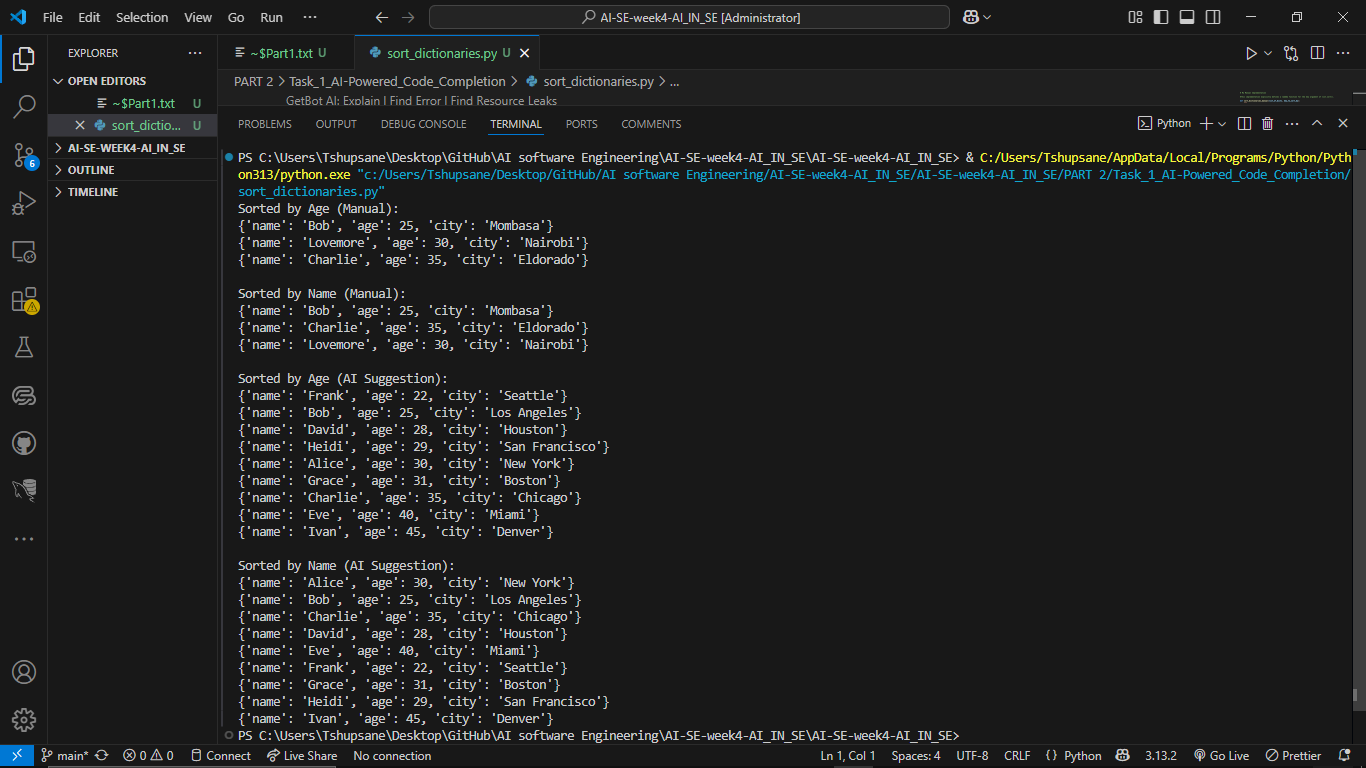 File Edit Selection View Go Run ··· AI-SE-week4-AI_IN_SE [Administrator]
EXPLORER ···
OPEN EDITORS
~$Part1.txt U
sort_dictio... U
AI-SE-WEEK4-AI_IN_SE
OUTLINE
TIMELINE
6
~$Part1.txt U sort_dictionaries.py U
PART 2 > Task_1_AI-Powered_Code_Completion > sort_dictionaries.py > ...
GetBot AI: Explain | Find Error | Find Resource Leaks
PROBLEMS OUTPUT DEBUG CONSOLE TERMINAL PORTS COMMENTS Python
PS C:\Users\Tshupsane\Desktop\GitHub\AI software Engineering\AI-SE-week4-AI_IN_SE\AI-SE-week4-AI_IN_SE> & C:/Users/Tshupsane/AppData/Local/Programs/Python/Pyth
on313/python.exe "c:/Users/Tshupsane/Desktop/GitHub/AI software Engineering/AI-SE-week4-AI_IN_SE/AI-SE-week4-AI_IN_SE/PART 2/Task_1_AI-Powered_Code_Completion/
sort_dictionaries.py"
Sorted by Age (Manual):
{'name': 'Bob', 'age': 25, 'city': 'Mombasa'}
{'name': 'Lovemore', 'age': 30, 'city': 'Nairobi'}
{'name': 'Charlie', 'age': 35, 'city': 'Eldorado'}
Sorted by Name (Manual):
{'name': 'Bob', 'age': 25, 'city': 'Mombasa'}
{'name': 'Charlie', 'age': 35, 'city': 'Eldorado'}
{'name': 'Lovemore', 'age': 30, 'city': 'Nairobi'}
Sorted by Age (AI Suggestion):
{'name': 'Frank', 'age': 22, 'city': 'Seattle'}
{'name': 'Bob', 'age': 25, 'city': 'Los Angeles'}
{'name': 'David', 'age': 28, 'city': 'Houston'}
{'name': 'Heidi', 'age': 29, 'city': 'San Francisco'}
{'name': 'Alice', 'age': 30, 'city': 'New York'}
{'name': 'Grace', 'age': 31, 'city': 'Boston'}
{'name': 'Charlie', 'age': 35, 'city': 'Chicago'}
{'name': 'Eve', 'age': 40, 'city': 'Miami'}
{'name': 'Ivan', 'age': 45, 'city': 'Denver'}
Sorted by Name (AI Suggestion):
{'name': 'Alice', 'age': 30, 'city': 'New York'}
{'name': 'Bob', 'age': 25, 'city': 'Los Angeles'}
{'name': 'Charlie', 'age': 35, 'city': 'Chicago'}
{'name': 'David', 'age': 28, 'city': 'Houston'}
{'name': 'Eve', 'age': 40, 'city': 'Miami'}
{'name': 'Frank', 'age': 22, 'city': 'Seattle'}
{'name': 'Grace', 'age': 31, 'city': 'Boston'}
{'name': 'Heidi', 'age': 29, 'city': 'San Francisco'}
{'name': 'Ivan', 'age': 45, 'city': 'Denver'}
PS C:\Users\Tshupsane\Desktop\GitHub\AI software Engineering\AI-SE-week4-AI_IN_SE\AI-SE-week4-AI_IN_SE>
main* 0 0 Connect Live Share No connection Ln 1, Col 1 Spaces: 4 UTF-8 CRLF {} Python 3.13.2 Go Live Prettier